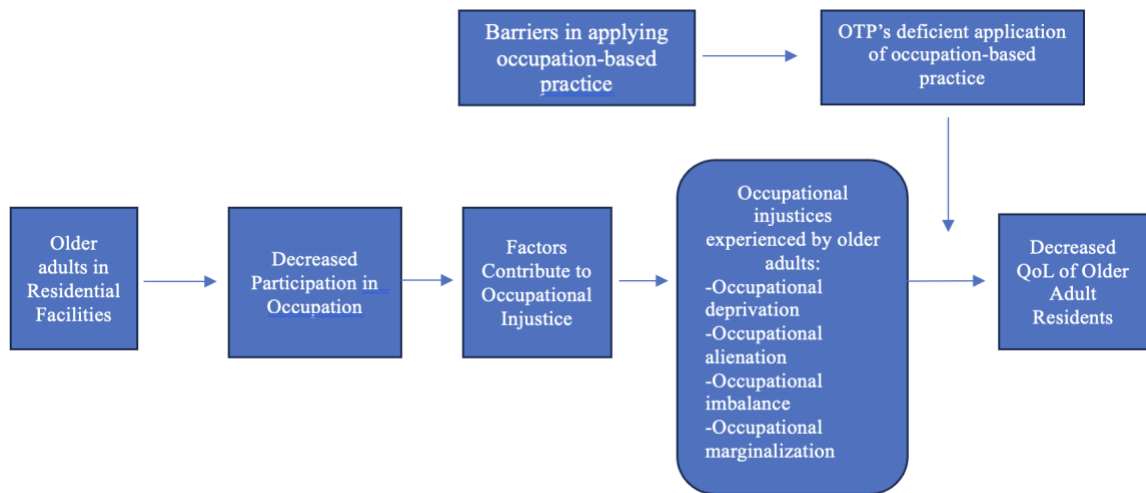 Barriers in applying
occupation-based
practice
OTP’s deficient application
of occupation-based
practice
Older
adults in
Residential
Facilities
Decreased
Participation in
Occupation
Factors
Contribute to
Occupational
Injustice
Occupational
injustices
experienced by older
adults:
-Occupational
deprivation
-Occupational
alienation
-Occupational
imbalance
-Occupational
marginalization
Decreased
QoL of Older
Adult
Residents